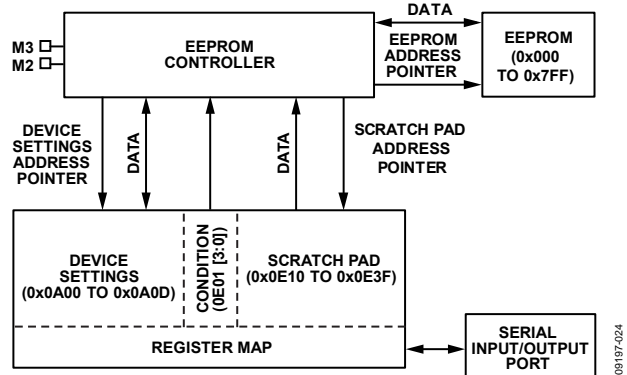 DATA
M3
M2
EEPROM
CONTROLLER
EEPROM
ADDRESS
POINTER
EEPROM
(0x000
TO 0x7FF)
DEVICE
SETTINGS
ADDRESS
POINTER
DATA
DATA
SCRATCH PAD
ADDRESS
POINTER
DEVICE
SETTINGS
(0x0A00 TO 0x0A0D)
CONDITION
(0E01 [3:0])
SCRATCH PAD
(0x0E10 TO 0x0E3F)
REGISTER MAP
SERIAL
INPUT/OUTPUT
PORT
09197-024